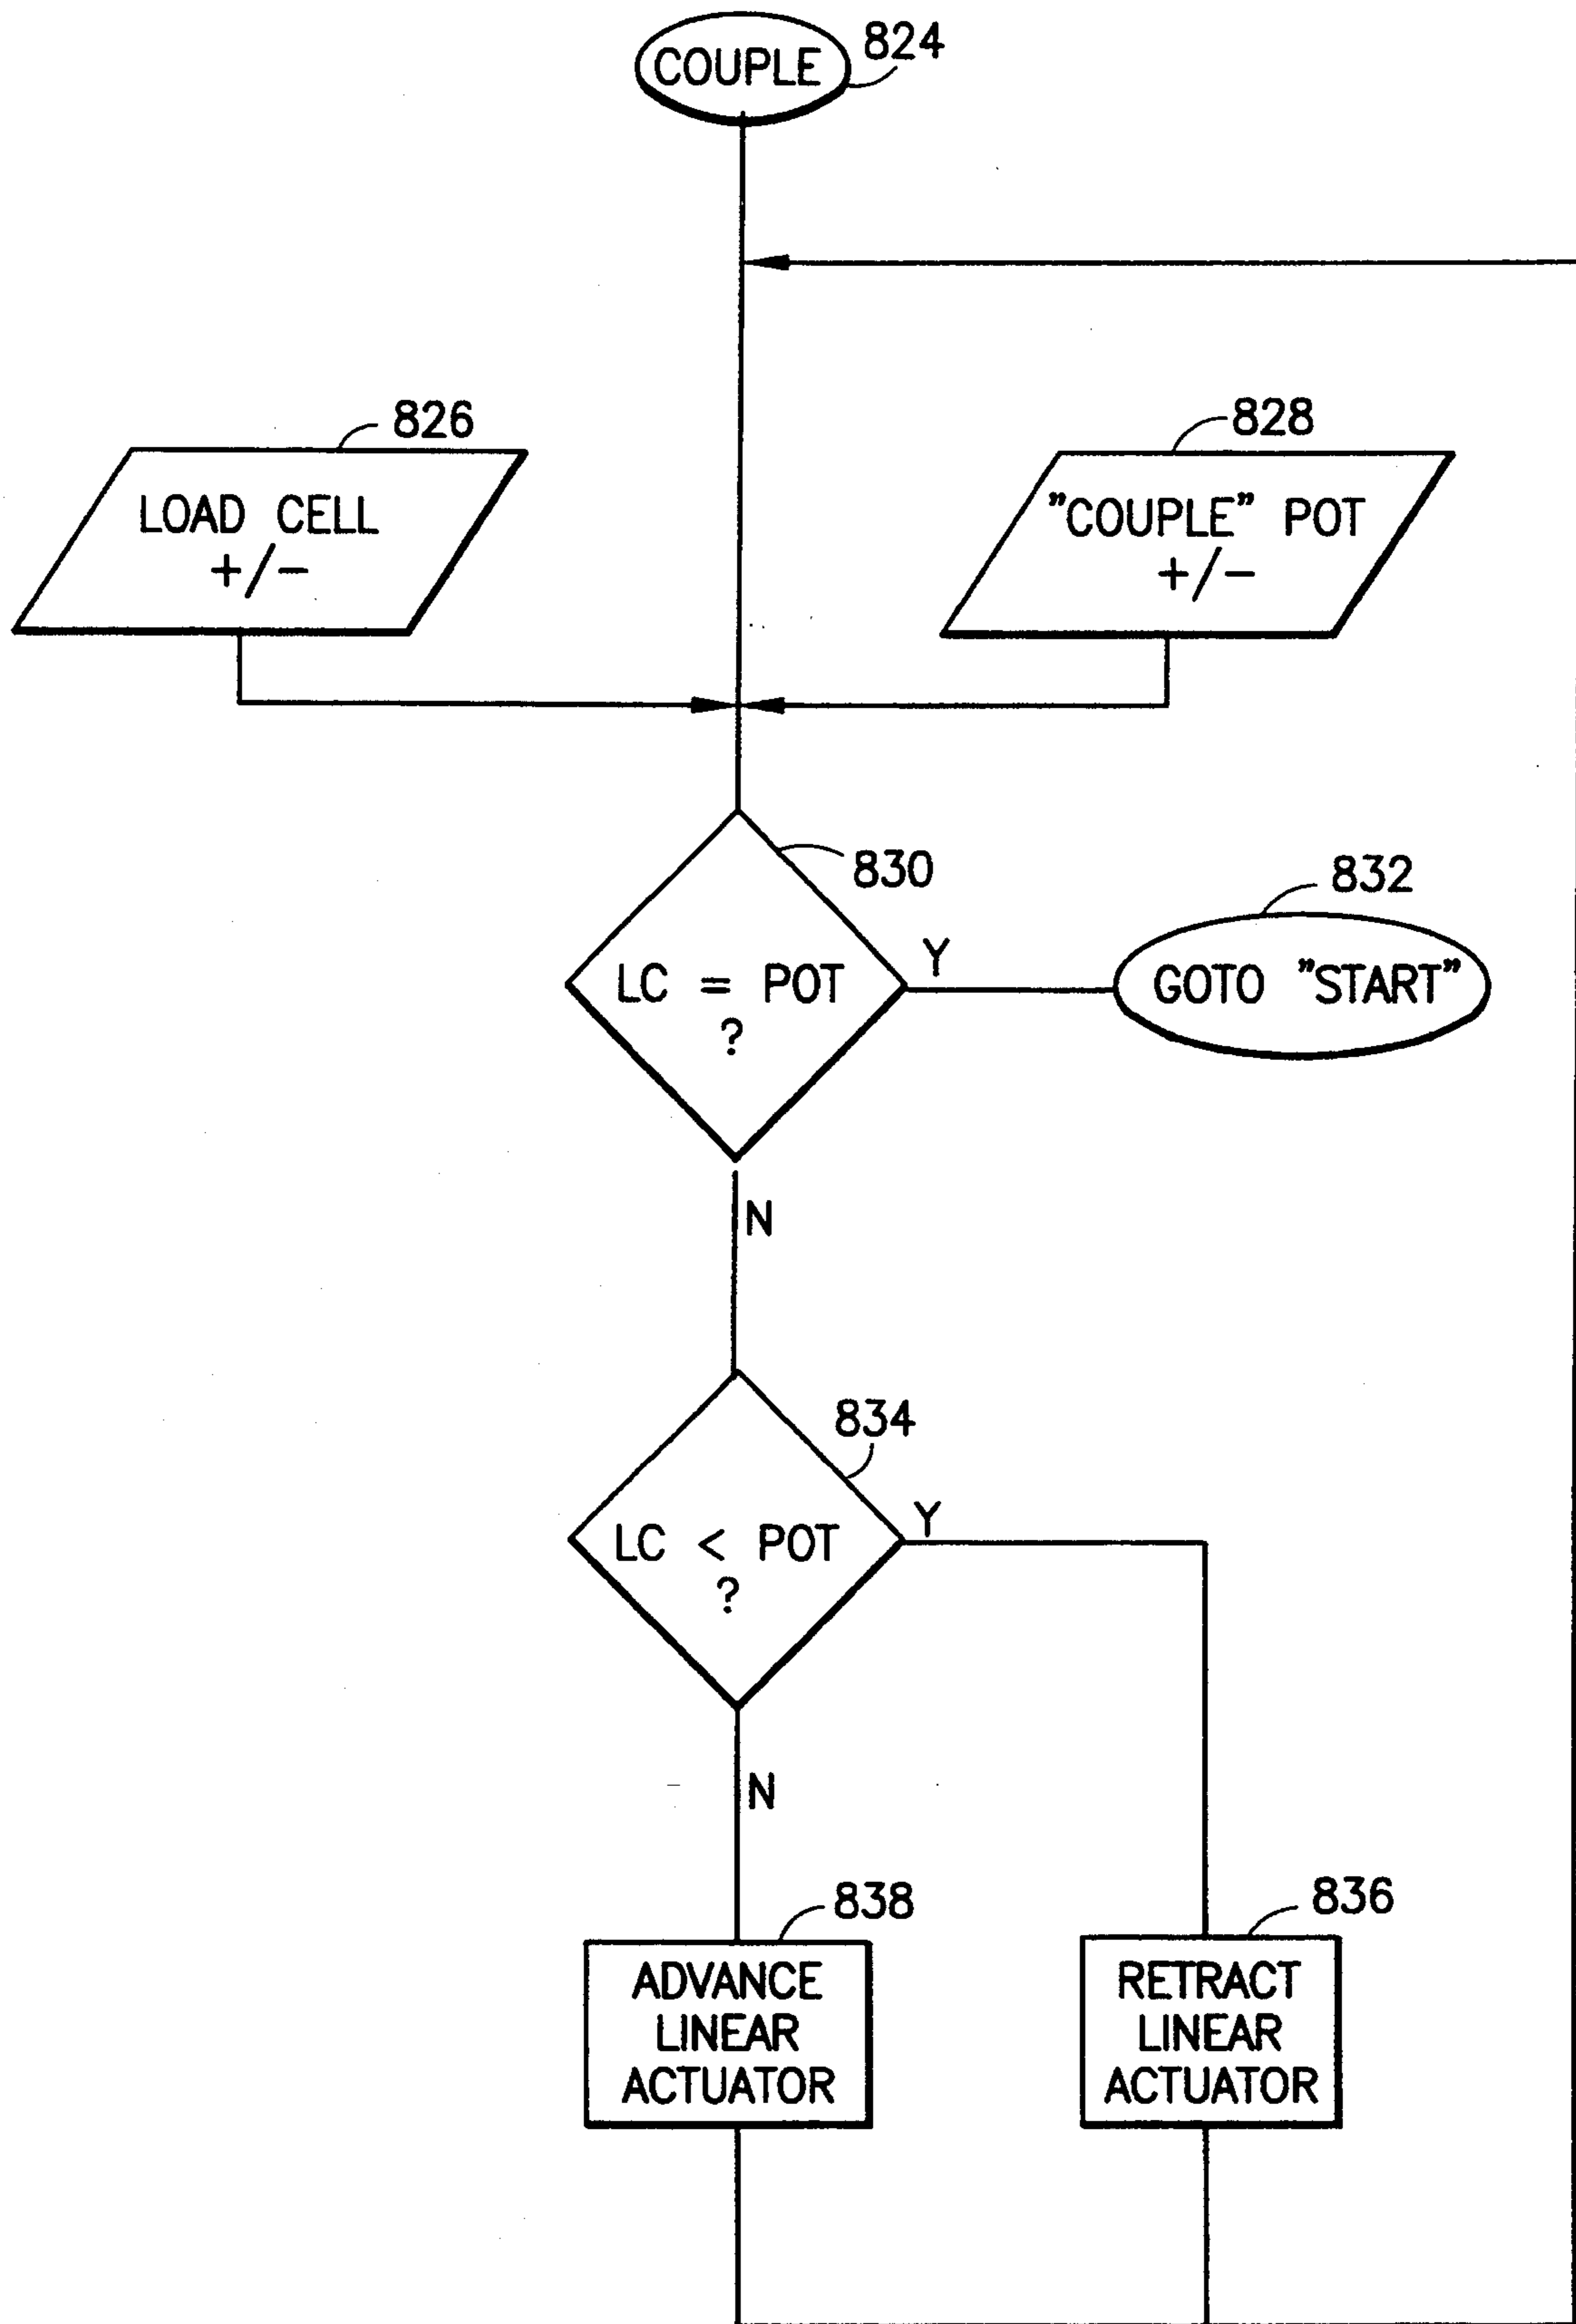 COUPLE
824
826
LOAD CELL
+/-
828
"COUPLE" POT
+/-
830
LC = POT
?
Y
832
GOTO "START"
N
834
LC < POT
?
Y
N
838
ADVANCE
LINEAR
ACTUATOR
836
RETRACT
LINEAR
ACTUATOR